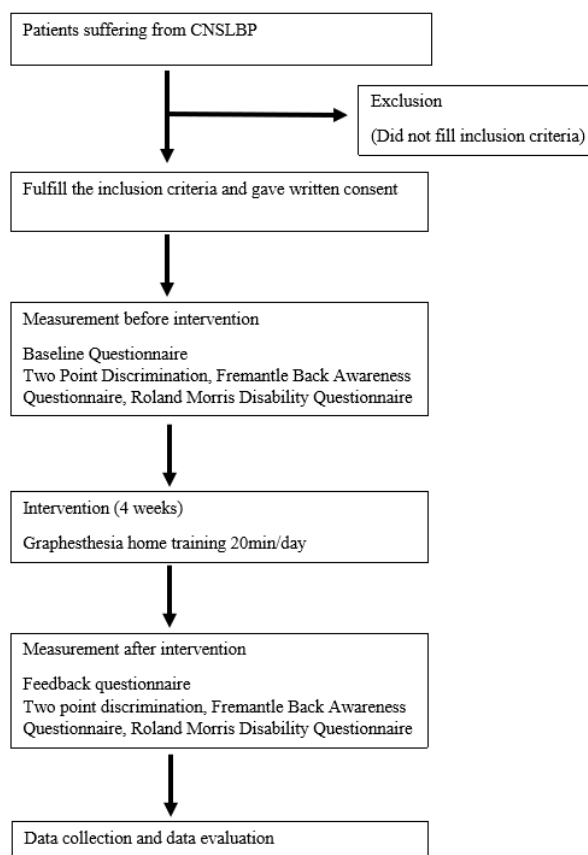 Patients suffering from CNSLBP
Exclusion
(Did not fill inclusion criteria)
Fulfill the inclusion criteria and gave written consent
Measurement before intervention
Baseline Questionnaire
Two Point Discrimination, Fremantle Back Awareness
Questionnaire, Roland Morris Disability Questionnaire
Intervention (4 weeks)
Graphesthesia home training 20min/day
Measurement after intervention
Feedback questionnaire
Two point discrimination, Fremantle Back Awareness
Questionnaire, Roland Morris Disability Questionnaire
Data collection and data evaluation